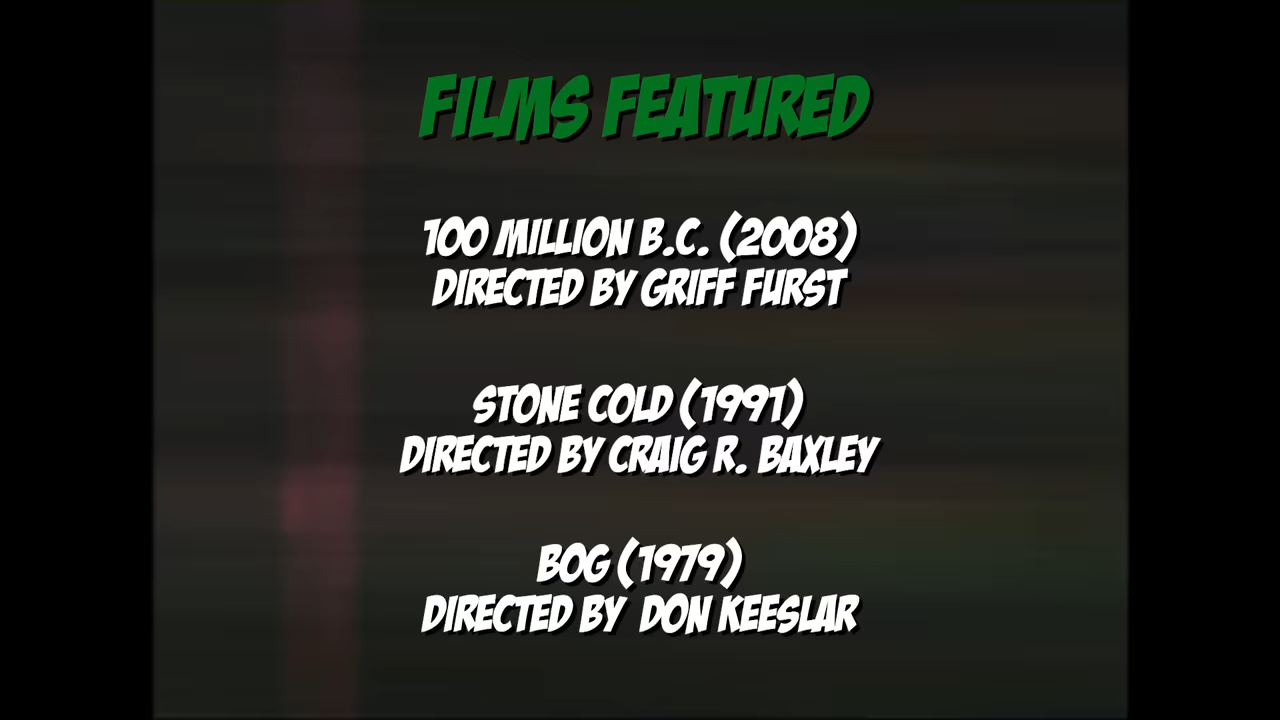 FILMS FEATURED
100 MILLION B.C. (2008)
DIRECTED BY GRIFF FURST
STONE COLD (1991)
DIRECTED BY CRAIG R. BAXLEY
BOG (1979)
DIRECTED BY DON KEESLAR